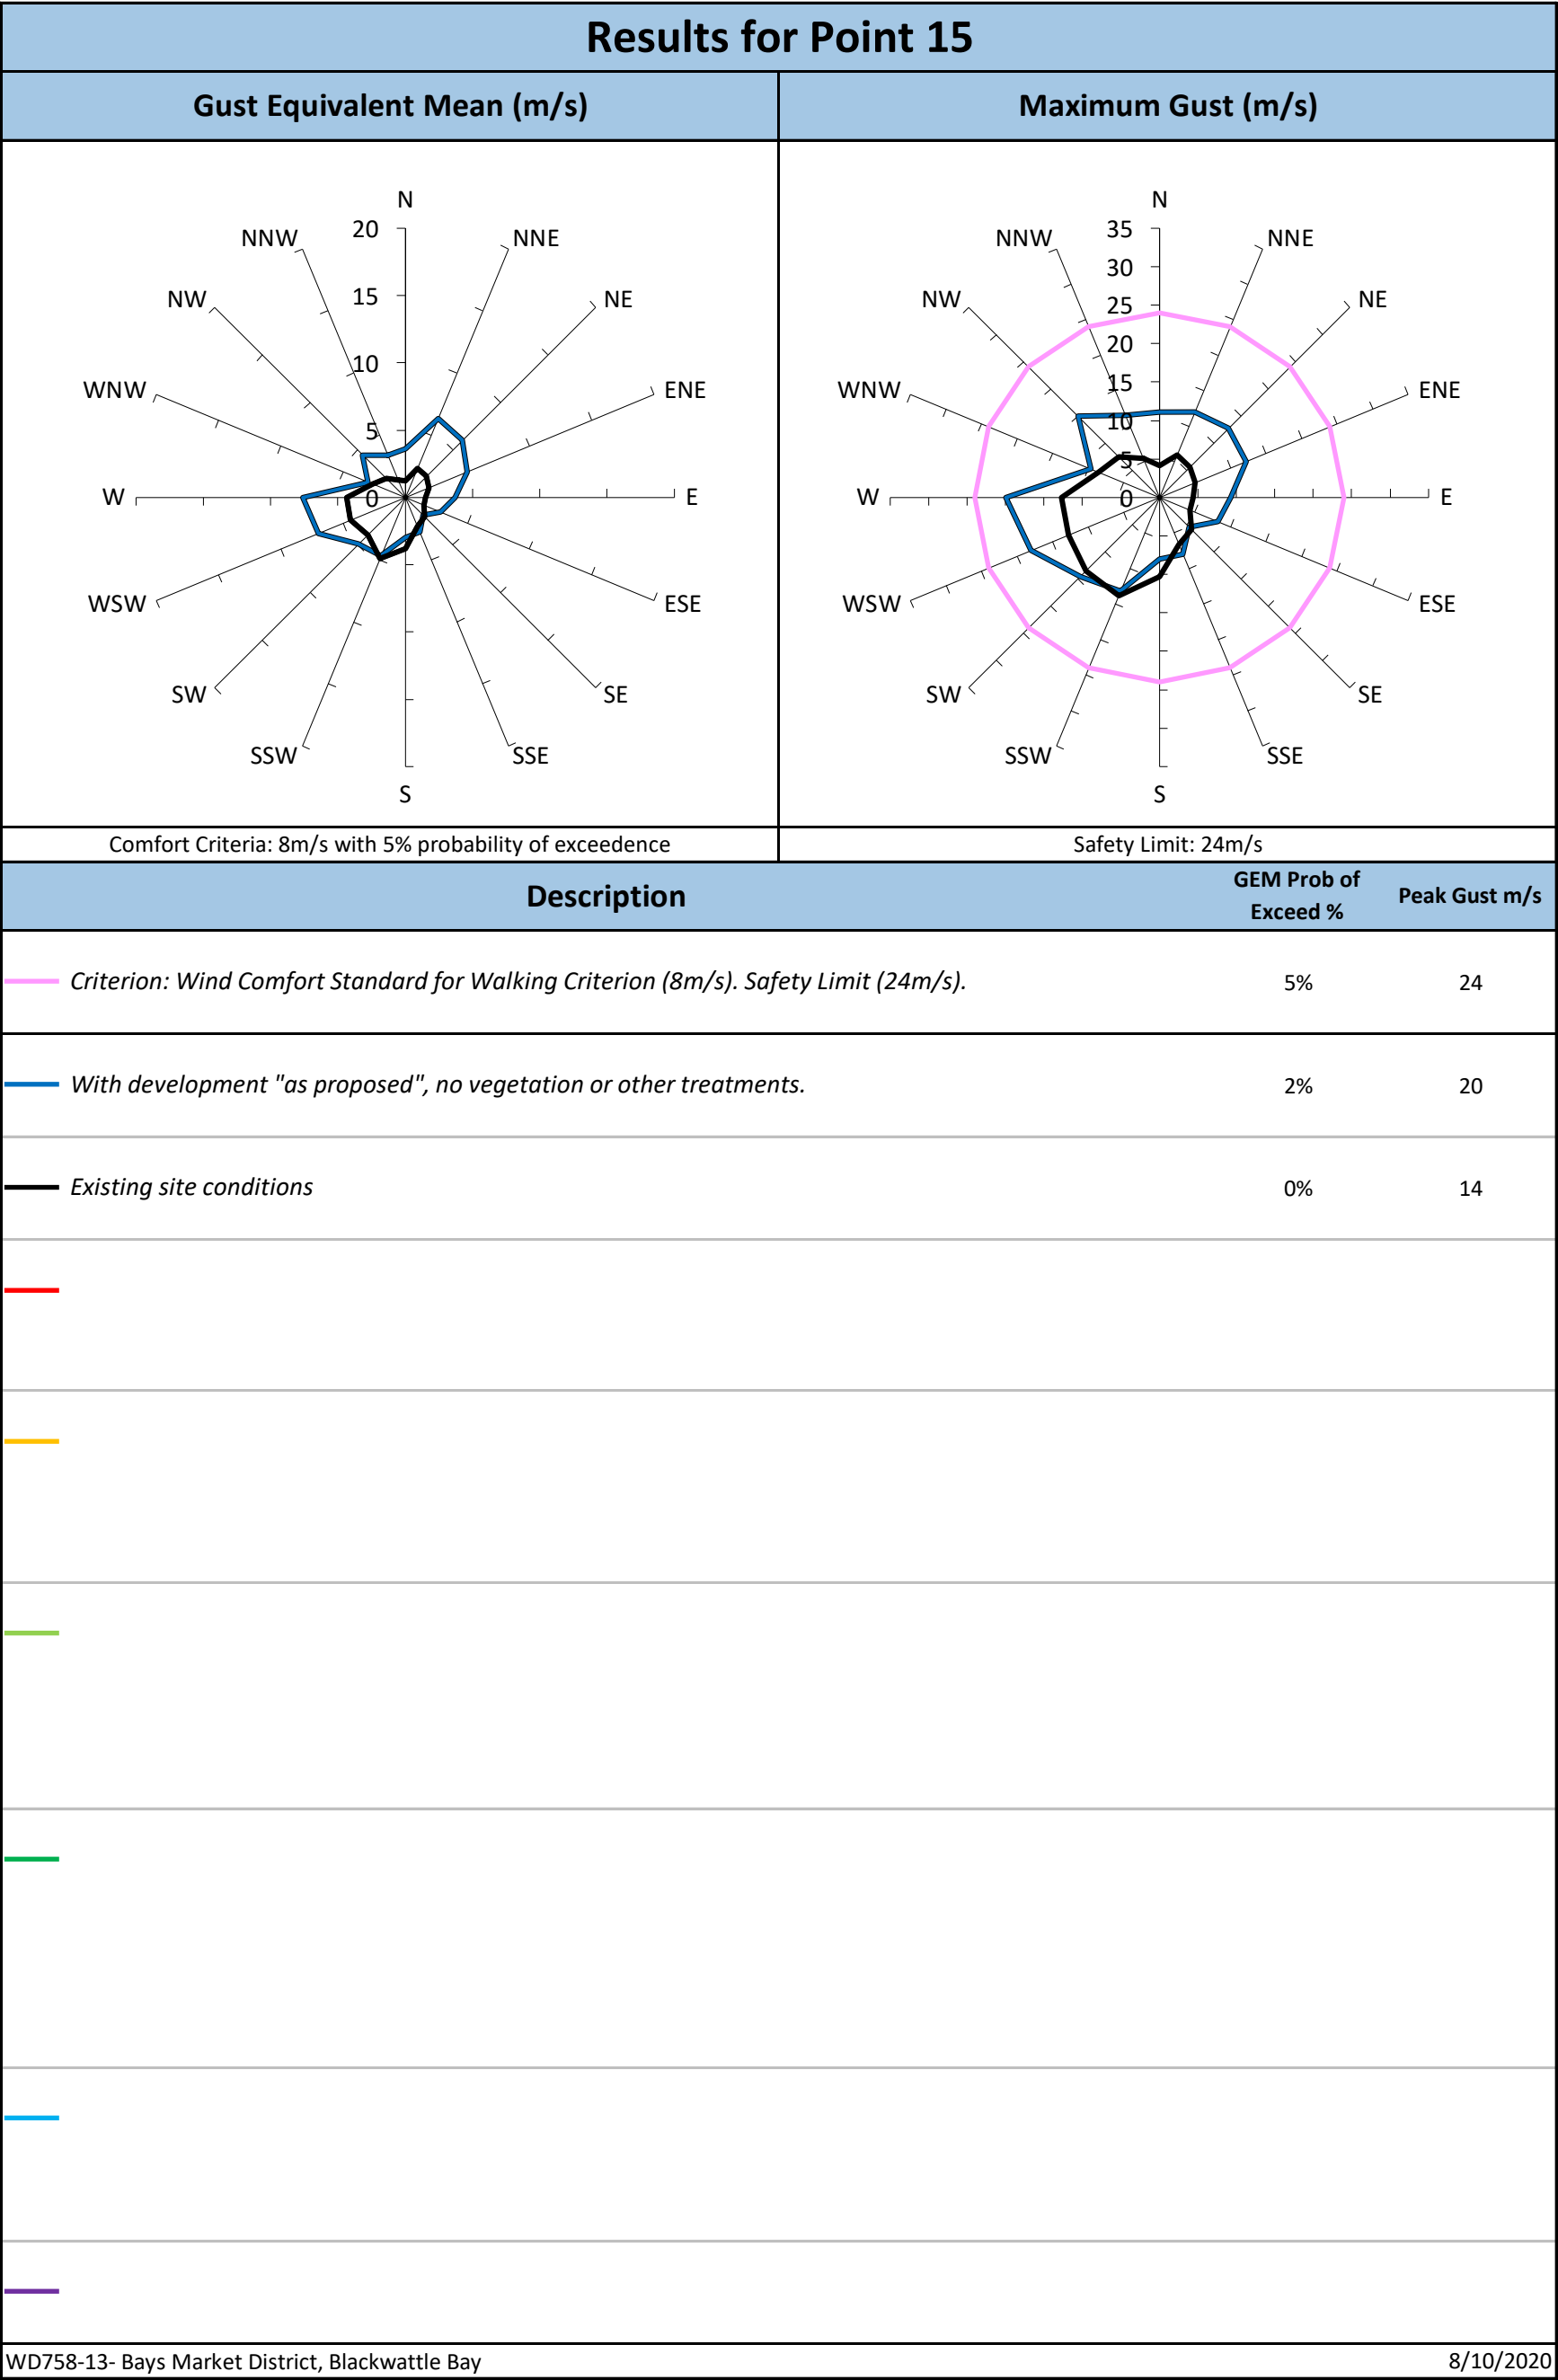 Results for Point 15
Gust Equivalent Mean (m/s)
Maximum Gust (m/s)
N
NNE
NE
ENE
E
ESE
SE
SSE
S
SSW
SW
WSW
W
WNW
NW
NNW
20
15
10
5
0
N
NNE
NE
ENE
E
ESE
SE
SSE
S
SSW
SW
WSW
W
WNW
NW
NNW
35
30
25
20
15
10
5
0
Comfort Criteria: 8m/s with 5% probability of exceedence
Safety Limit: 24m/s
Description
GEM Prob of
Exceed %
Peak Gust m/s
Criterion: Wind Comfort Standard for Walking Criterion (8m/s). Safety Limit (24m/s).
5%
24
With development "as proposed", no vegetation or other treatments.
2%
20
Existing site conditions
0%
14
WD758-13- Bays Market District, Blackwattle Bay
8/10/2020